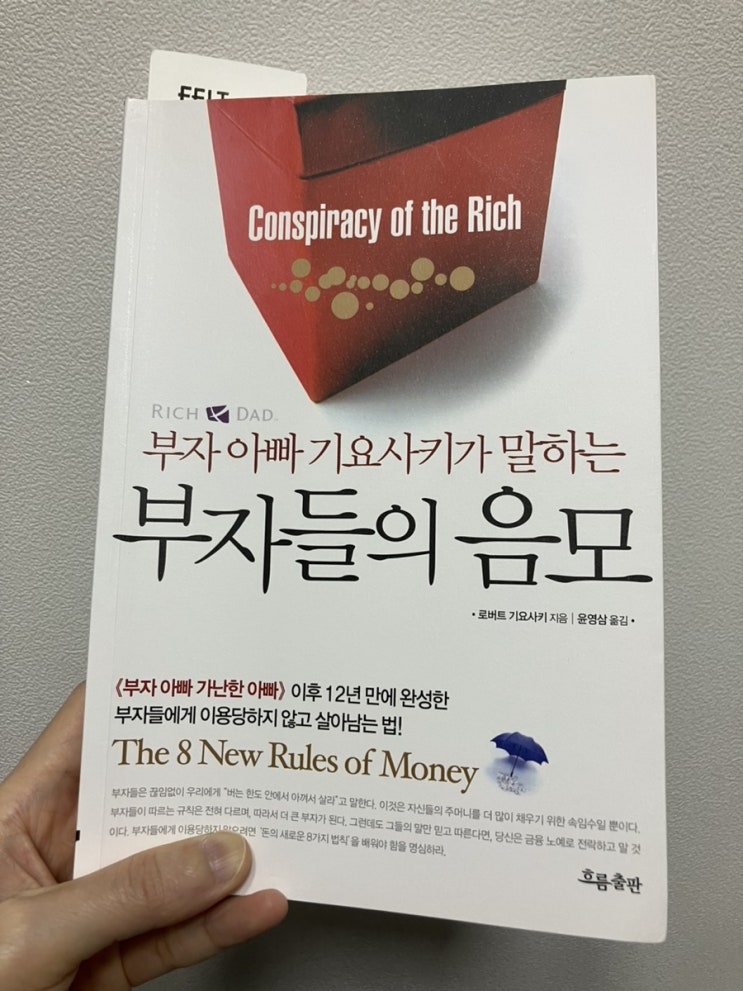 Conspiracy of the Rich
RICH DAD
부자 아빠 기요사키가 말하는
부자들의 음모
• 로버트 기요사키 지음 | 윤영삼 옮김 •
《부자 아빠 가난한 아빠》 이후 12년 만에 완성한
부자들에게 이용당하지 않고 살아남는 법!
The 8 New Rules of Money
부자들은 끊임없이 우리에게 “버는 한도 안에서 아껴서 살라”고 말한다. 이것은 자신들의 주머니를 더 많이 채우기 위한 속임수일 뿐이다.
부자들이 따르는 규칙은 전혀 다르며, 따라서 더 큰 부자가 된다. 그런데도 그들의 말만 믿고 따른다면, 당신은 금융 노예로 전락하고 말 것
이다. 부자들에게 이용당하지 않으려면 ‘돈의 새로운 8가지 법칙’을 배워야 함을 명심하라.
흐름출판